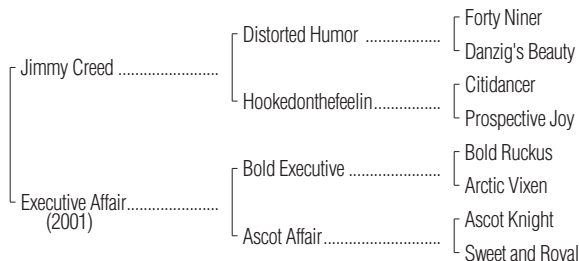 Forty Niner
Distorted Humor ..................
Danzig's Beauty
Jimmy Creed ........................
Citidancer
Hookedonthefeelin................
Prospective Joy
Bold Ruckus
Bold Executive ......................
Arctic Vixen
Executive Affair......................
(2001)
Ascot Knight
Ascot Affair............................
Sweet and Royal